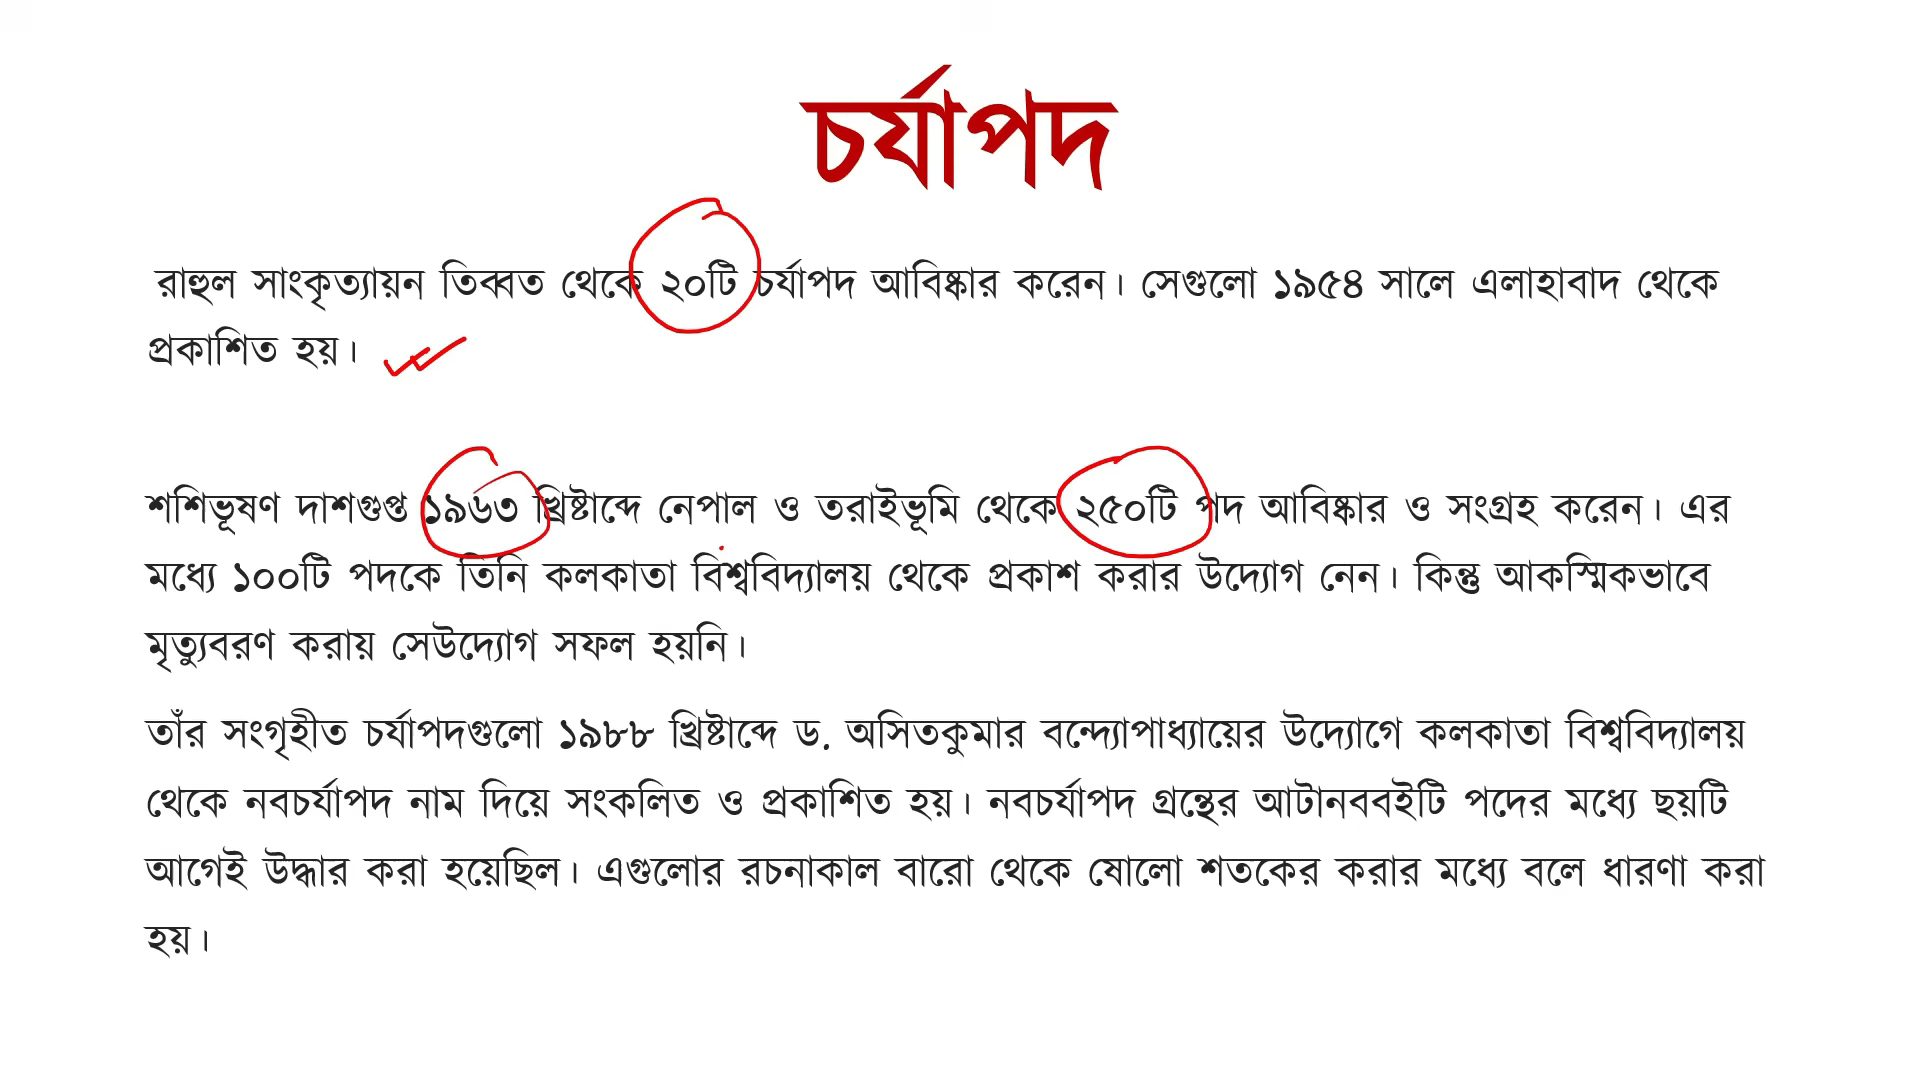 চর্যাপদ
রাহুল সাংকৃত্যায়ন তিব্বত থেকে ২০টি চর্যাপদ আবিষ্কার করেন। সেগুলো ১৯৫৪ সালে এলাহাবাদ থেকে
প্রকাশিত হয়।
শশিভূষণ দাশগুপ্ত ১৯৬৩ খ্রিষ্টাব্দে নেপাল ও তরাইভূমি থেকে ২৫০টি পদ আবিষ্কার ও সংগ্রহ করেন। এর
মধ্যে ১০০টি পদকে তিনি কলকাতা বিশ্ববিদ্যালয় থেকে প্রকাশ করার উদ্যোগ নেন। কিন্তু আকস্মিকভাবে
মৃত্যুবরণ করায় সেউদ্যোগ সফল হয়নি।
তাঁর সংগৃহীত চর্যাপদগুলো ১৯৮৮ খ্রিষ্টাব্দে ড. অসিতকুমার বন্দ্যোপাধ্যায়ের উদ্যোগে কলকাতা বিশ্ববিদ্যালয়
থেকে নবচর্যাপদ নাম দিয়ে সংকলিত ও প্রকাশিত হয়। নবচর্যাপদ গ্রন্থের আটানববইটি পদের মধ্যে ছয়টি
আগেই উদ্ধার করা হয়েছিল। এগুলোর রচনাকাল বারো থেকে ষোলো শতকের করার মধ্যে বলে ধারণা করা
হয়।